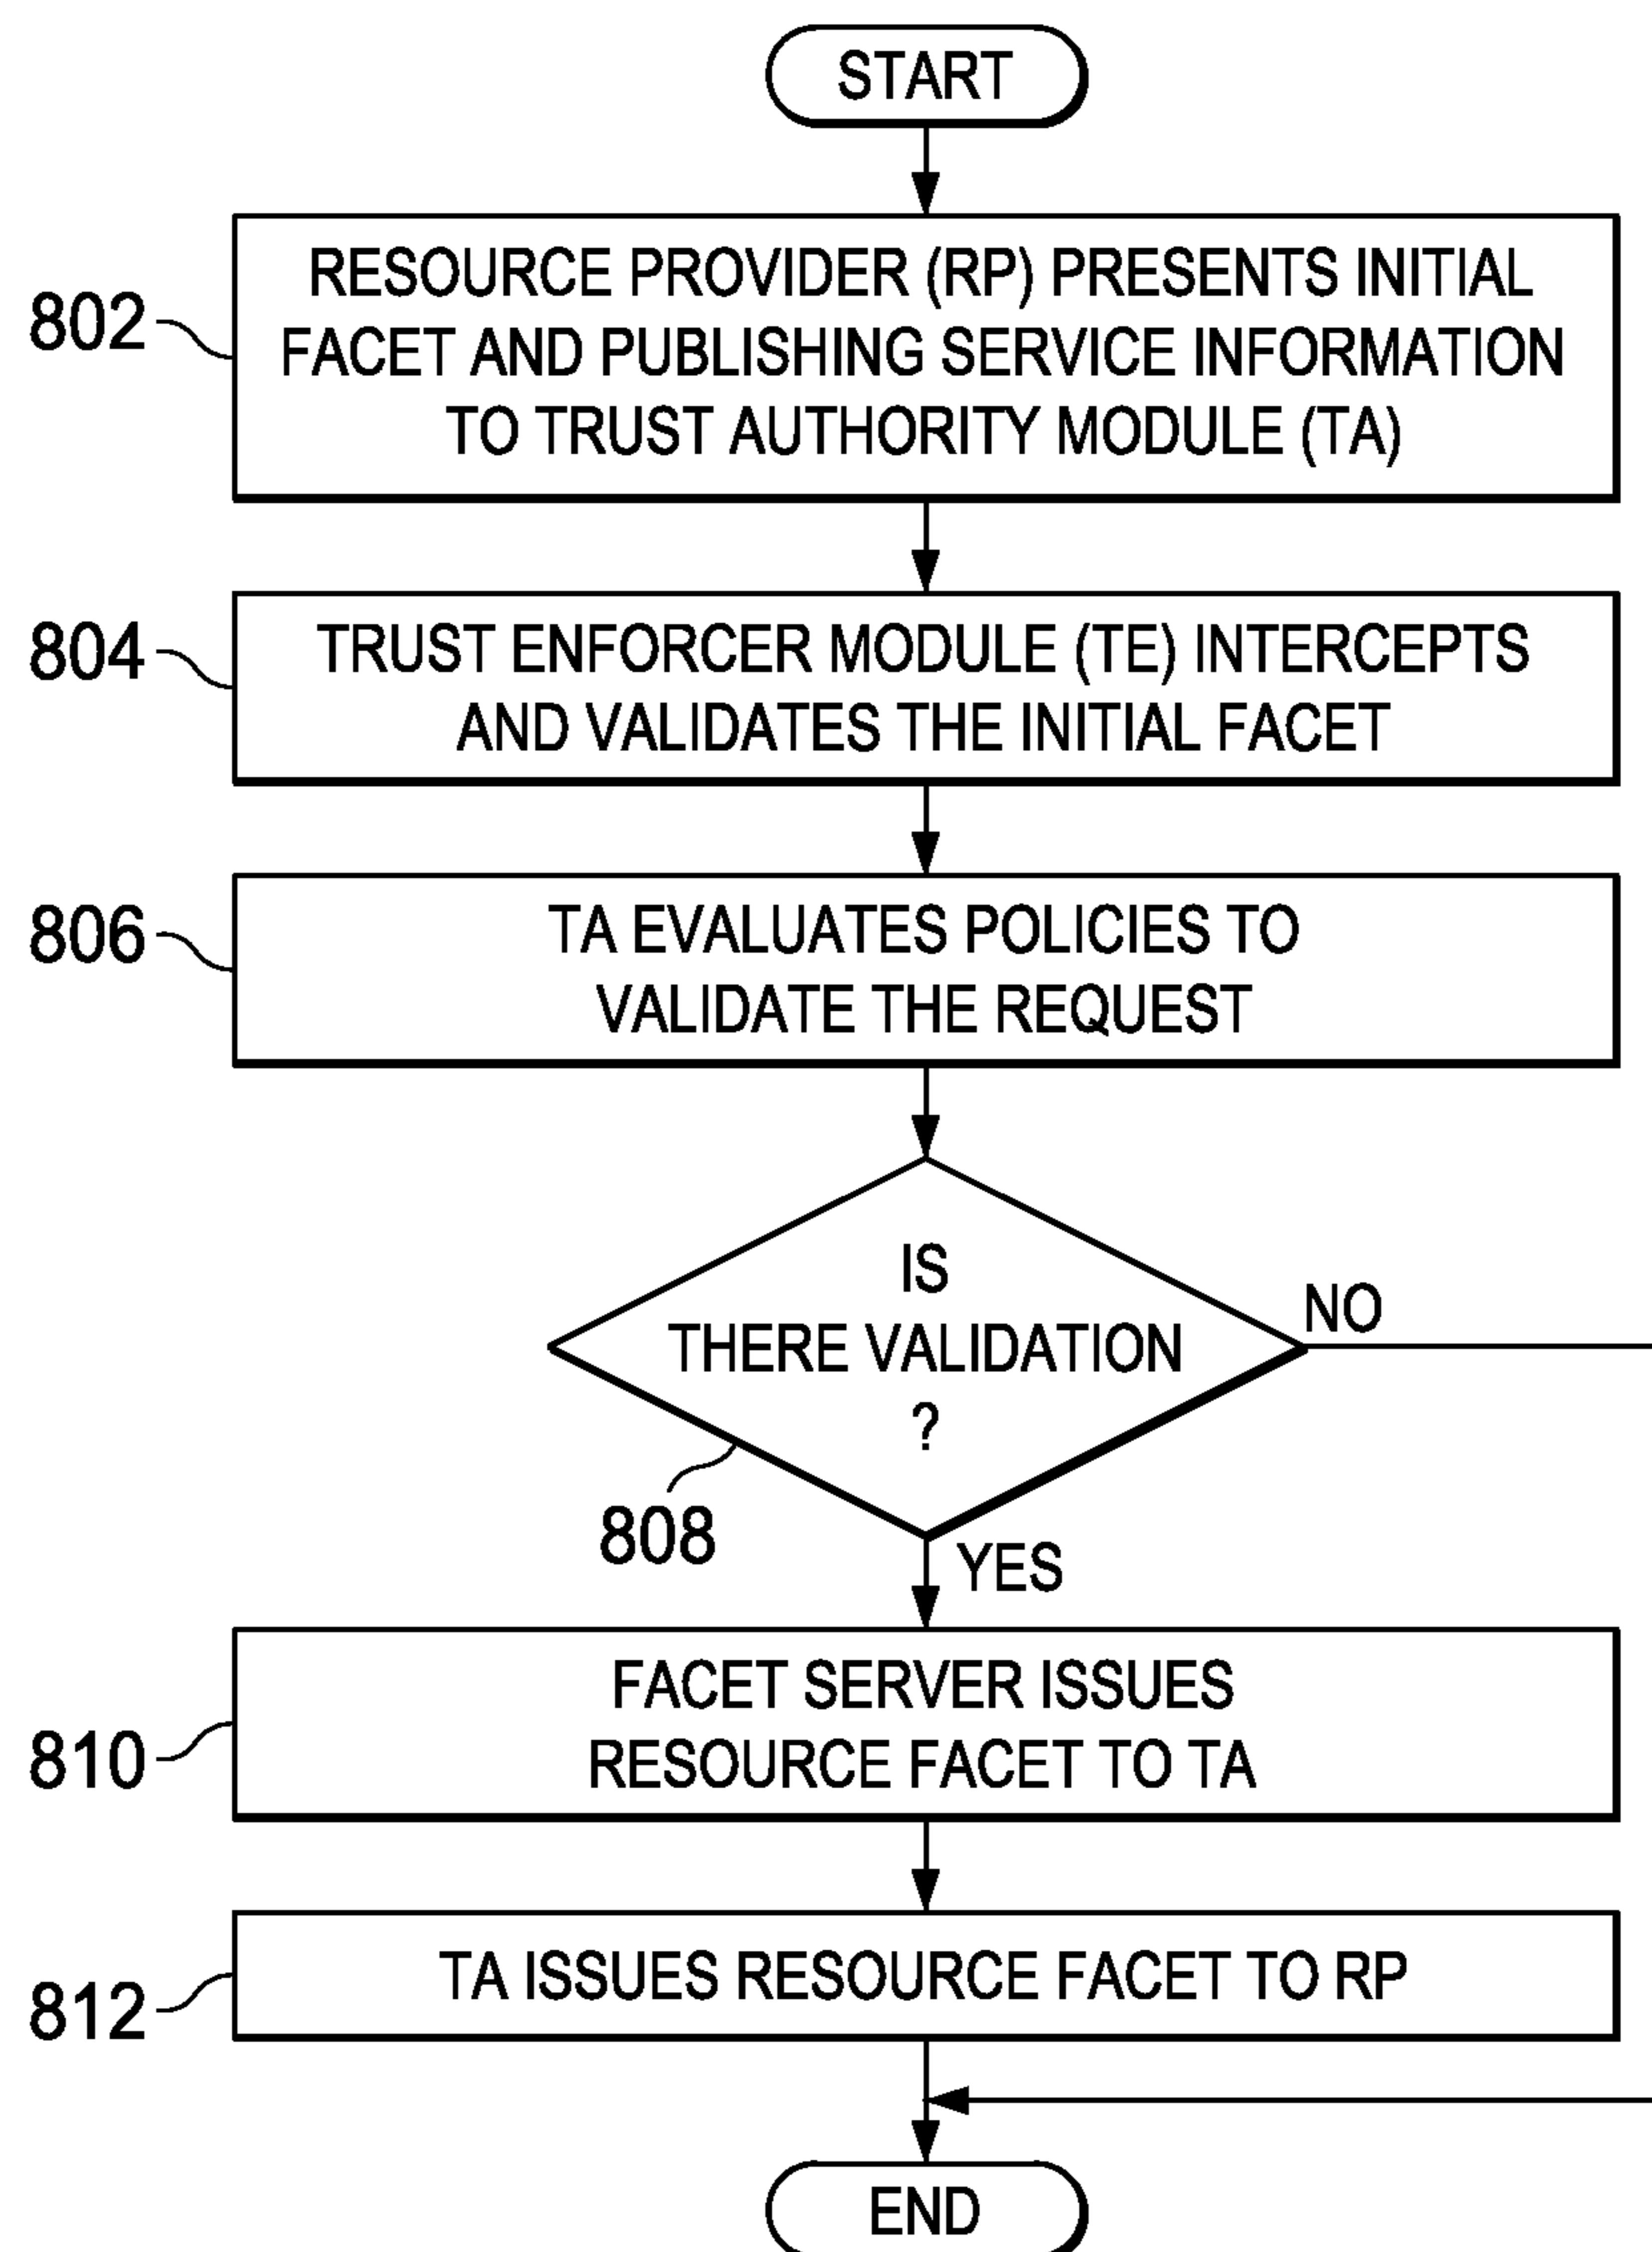 START
802
RESOURCE PROVIDER (RP) PRESENTS INITIAL
FACET AND PUBLISHING SERVICE INFORMATION
TO TRUST AUTHORITY MODULE (TA)
804
TRUST ENFORCER MODULE (TE) INTERCEPTS
AND VALIDATES THE INITIAL FACET
806
TA EVALUATES POLICIES TO
VALIDATE THE REQUEST
IS
THERE VALIDATION
?
NO
808
YES
810
FACET SERVER ISSUES
RESOURCE FACET TO TA
812
TA ISSUES RESOURCE FACET TO RP
END